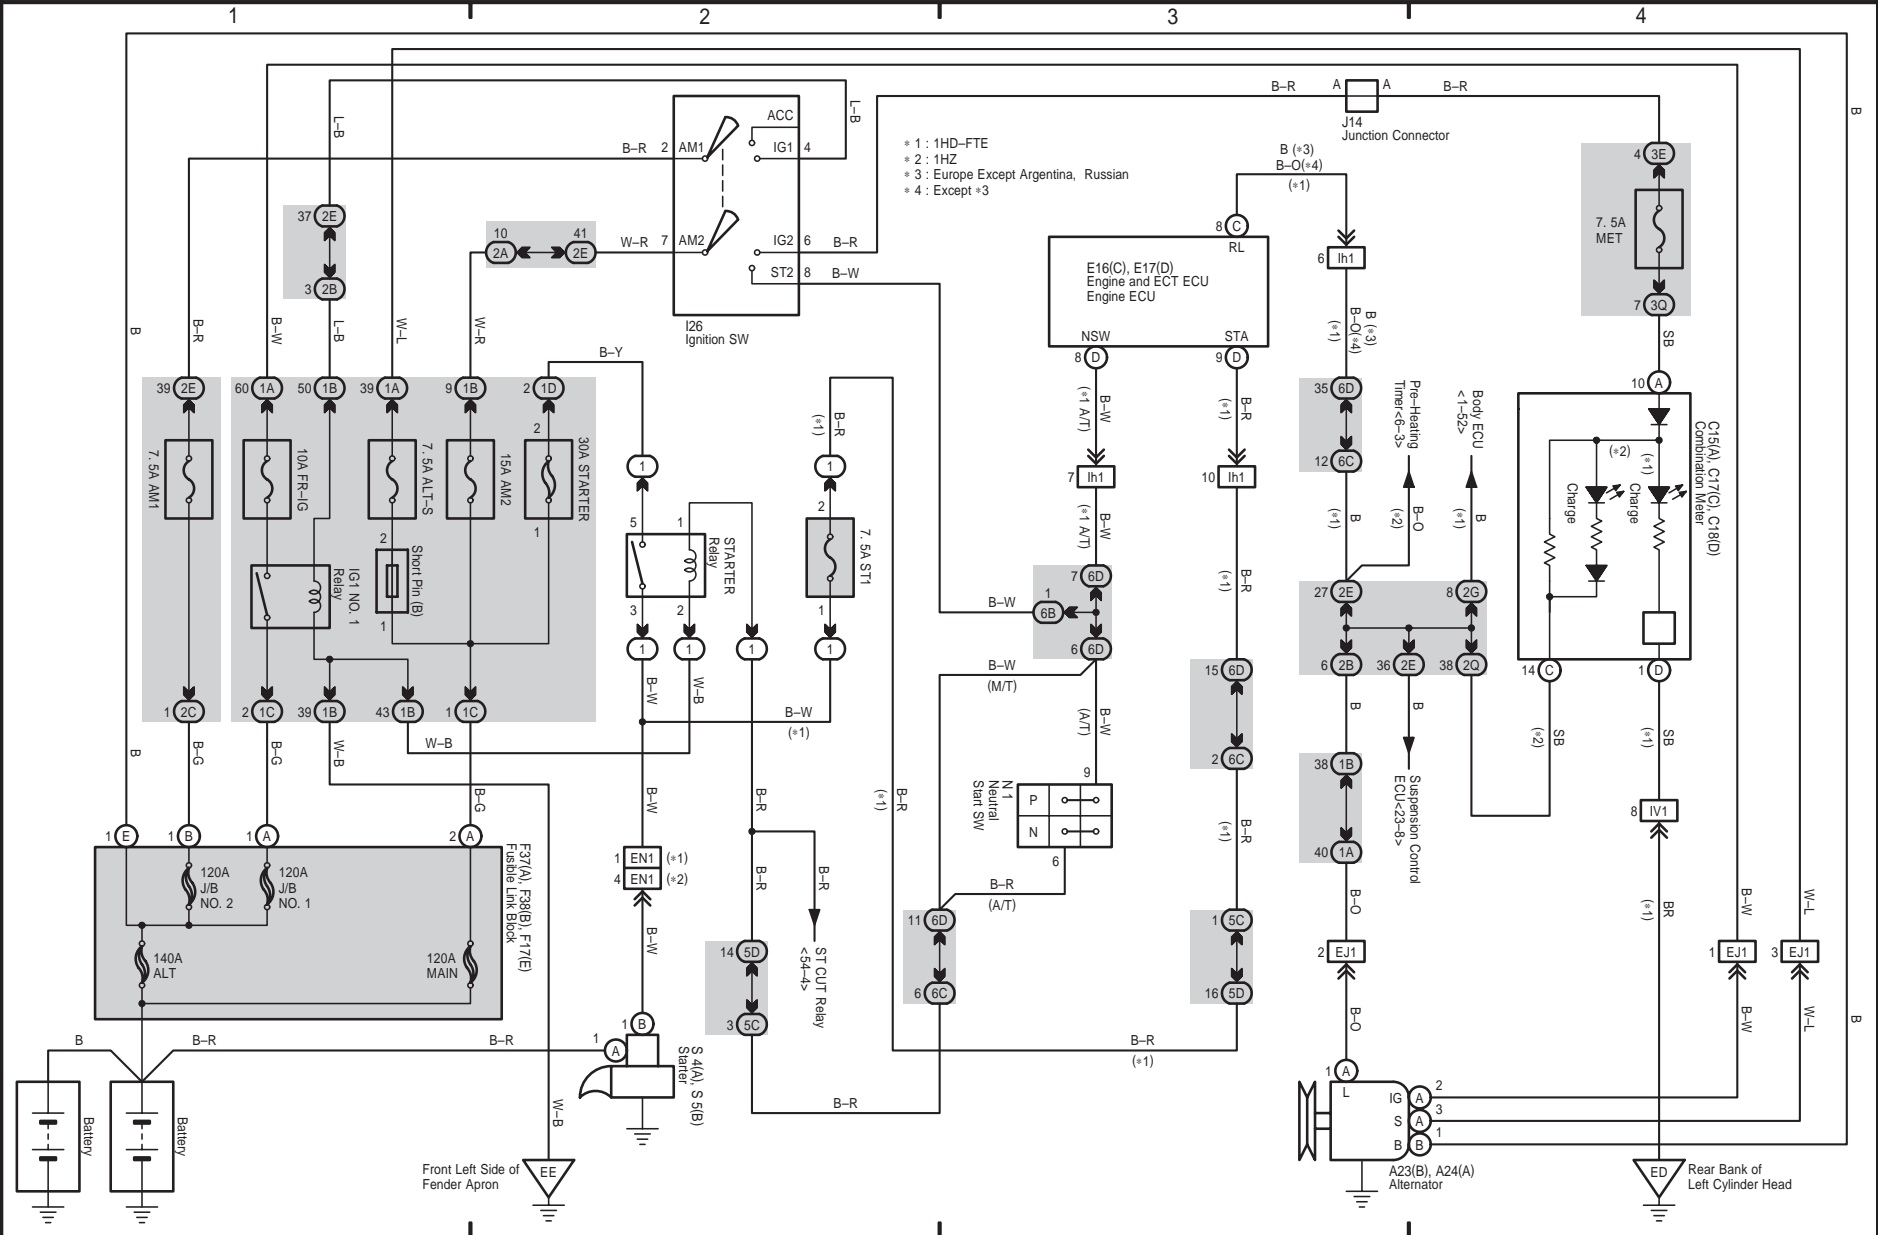 1 2 3 4
B–R A A B–R
J14
Junction Connector
L–B
L–B
B
ACC
B–R 2 AM1 IG1 4
W–R 7 AM2 IG2 6 B–R
ST2 8 B–W
I26
Ignition SW
∗ 1 : 1HD–FTE
∗ 2 : 1HZ
∗ 3 : Europe Except Argentina, Russian
∗ 4 : Except ∗3
B (∗3)
B–O(∗4)
(∗1)
8 C
RL
E16(C), E17(D)
Engine and ECT ECU
Engine ECU
NSW STA
8 D 9 D
6 Ih1
4 3E
7. 5A
MET
7 3Q
SB
37 2E
3 2B
10 41
2A 2E
B
B–R
B–W
L–B
W–L
W–R
B–Y
39 2E 60 1A 50 1B 39 1A 9 1B 2 1D
7. 5A AM1
10A FR–IG
7. 5A ALT–S
15A AM2
2
30A STARTER
1
2
Short Pin (B)
1
IG1 NO. 1
Relay
1 2C 2 1C 39 1B 43 1B 1 1C
B
B–G
B–G
W–B
W–B
B–G
1
5 1
STARTER
Relay
3 2
1 1 1 1
B–R
(∗1)
1
2
7. 5A ST1
1
B–W
W–B
B–W
(∗1)
B–W
B–R
B–R
(∗1)
1 EN1 (∗1)
4 EN1 (∗2)
B–W
B–R
B–R
14 5D
3 5C
ST CUT Relay
<54–4>
1 E 1 B 1 A 2 A
120A
J/B
NO. 2
120A
J/B
NO. 1
140A
ALT
120A
MAIN
F37(A), F38(B), F17(E)
Fusible Link Block
B B–R B–R 1 A
1 B
S 4(A), S 5(B)
Starter
Battery
Battery
W–B
Front Left Side of
Fender Apron
EE
B–R
B–W
(∗1 A/T)
B–R
(∗1)
7 Ih1 10 Ih1
B–W
(∗1 A/T)
B–R
(∗1)
7 6D
1
6B
B–W
6 6D
B–W
(M/T)
B–W
(A/T)
9
N 1
Neutral
Start SW
P
N
6
B–R
(A/T)
11 6D
6 6C
15 6D
2 6C
B–R
(∗1)
1 5C
16 5D
B–R
(∗1)
B (∗3)
B–O(∗4)
(∗1)
35 6D
12 6C
B
(∗1)
Pre–Heating
Timer<6–3>
B–O
(∗2)
Body ECU
<1–52>
B
(∗1)
27 2E 8 2G
6 2B 36 2E 38 2Q
B
B
Suspension Control
ECU<23–8>
38 1B
40 1A
B–O
2 EJ1
B–O
1 A
L
IG A 2
S A 3
B B 1
A23(B), A24(A)
Alternator
10 A
C15(A), C17(C), C18(D)
Combination Meter
(∗2)
(∗1)
Charge
Charge
14 C 1 D
SB
(∗2)
SB
(∗1)
8 IV1
BR
(∗1)
B–W
W–L
1 EJ1 3 EJ1
B–W
W–L
B
ED
Rear Bank of
Left Cylinder Head